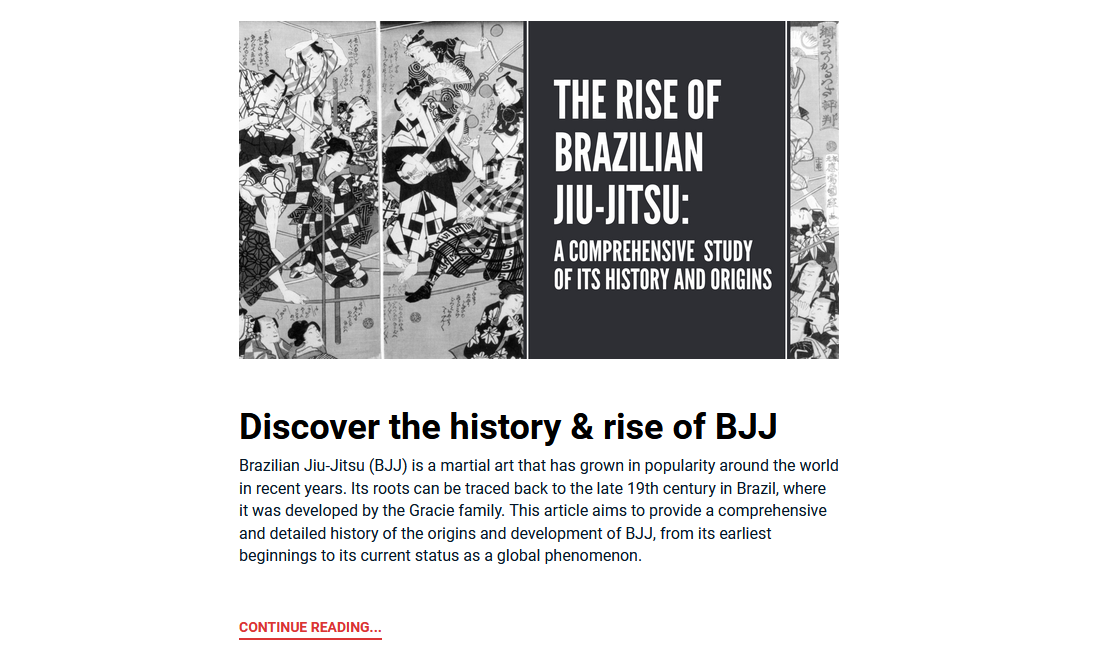 THE RISE OF
BRAZILIAN
JIU-JITSU:
A COMPREHENSIVE STUDY
OF ITS HISTORY AND ORIGINS
Discover the history & rise of BJJ
Brazilian Jiu-Jitsu (BJJ) is a martial art that has grown in popularity around the world
in recent years. Its roots can be traced back to the late 19th century in Brazil, where
it was developed by the Gracie family. This article aims to provide a comprehensive
and detailed history of the origins and development of BJJ, from its earliest
beginnings to its current status as a global phenomenon.
CONTINUE READING...